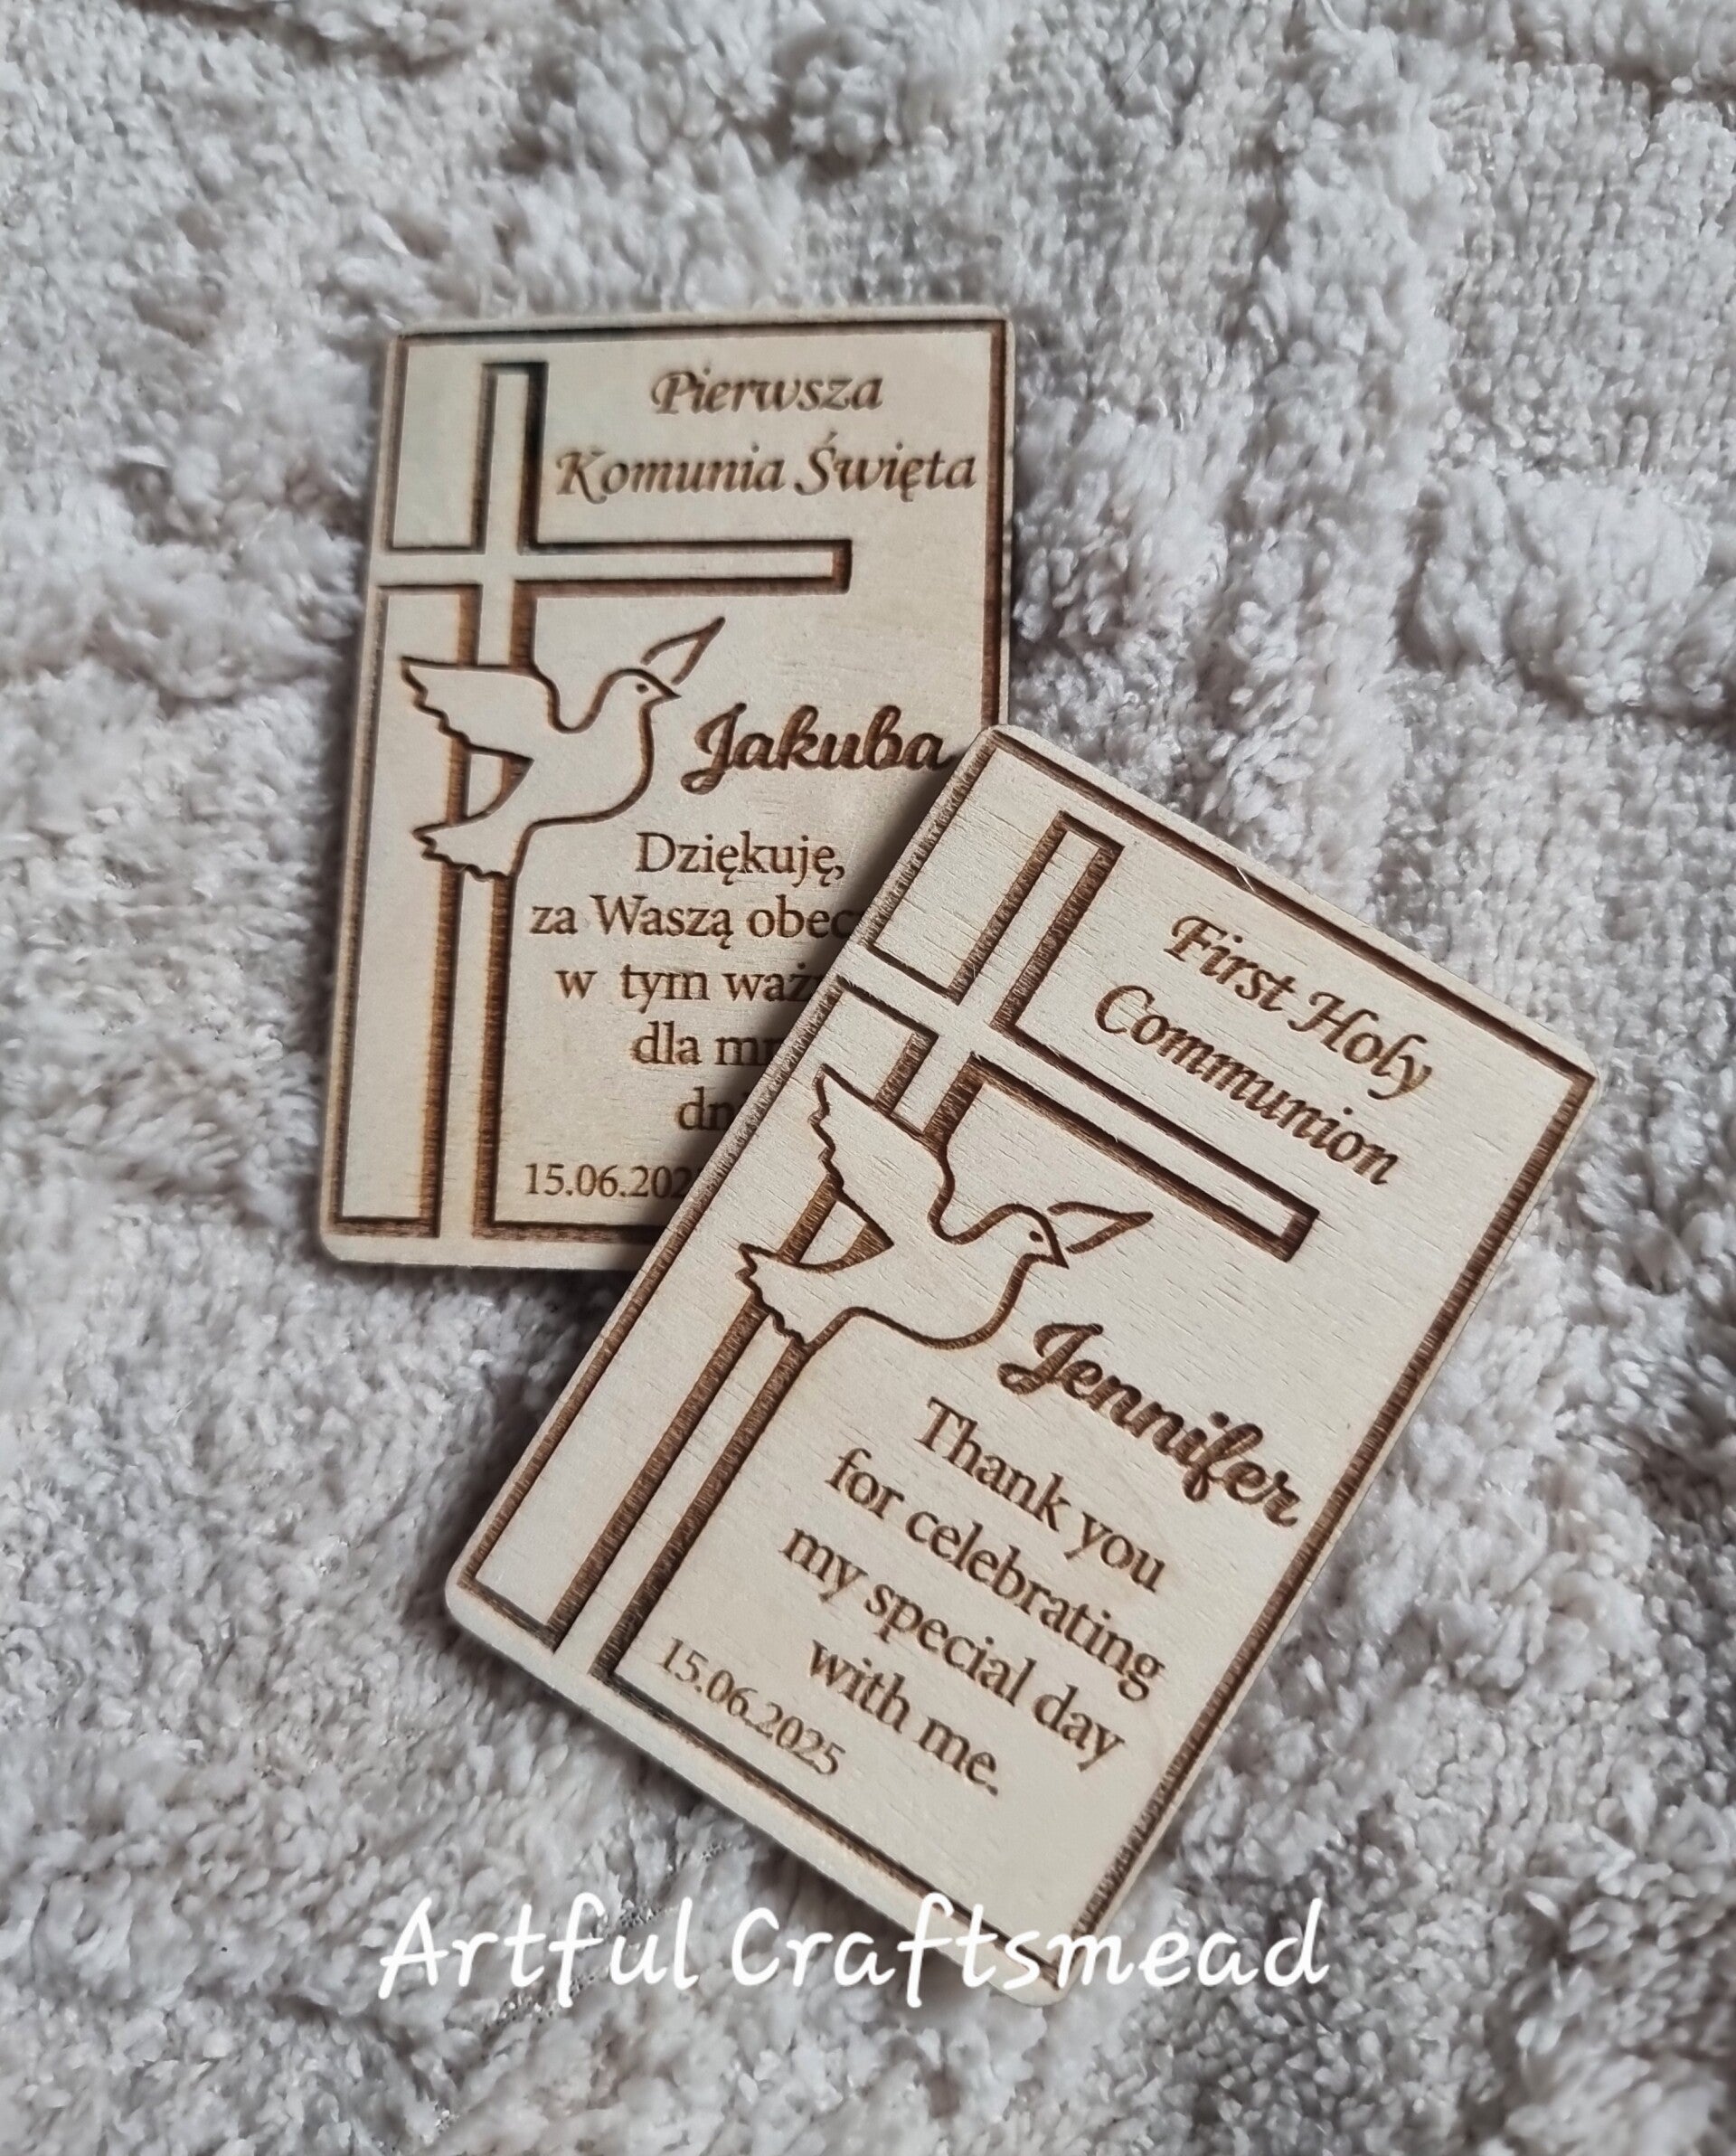 Pierwsza
Komunia Święta
Jakuba
Dziękuję,
za Waszą
w tym
dla
First Holy
Communion
Jennifer
Thank you
for celebrating
my special day
with me.
15.06.2025
Artful Craftsmead